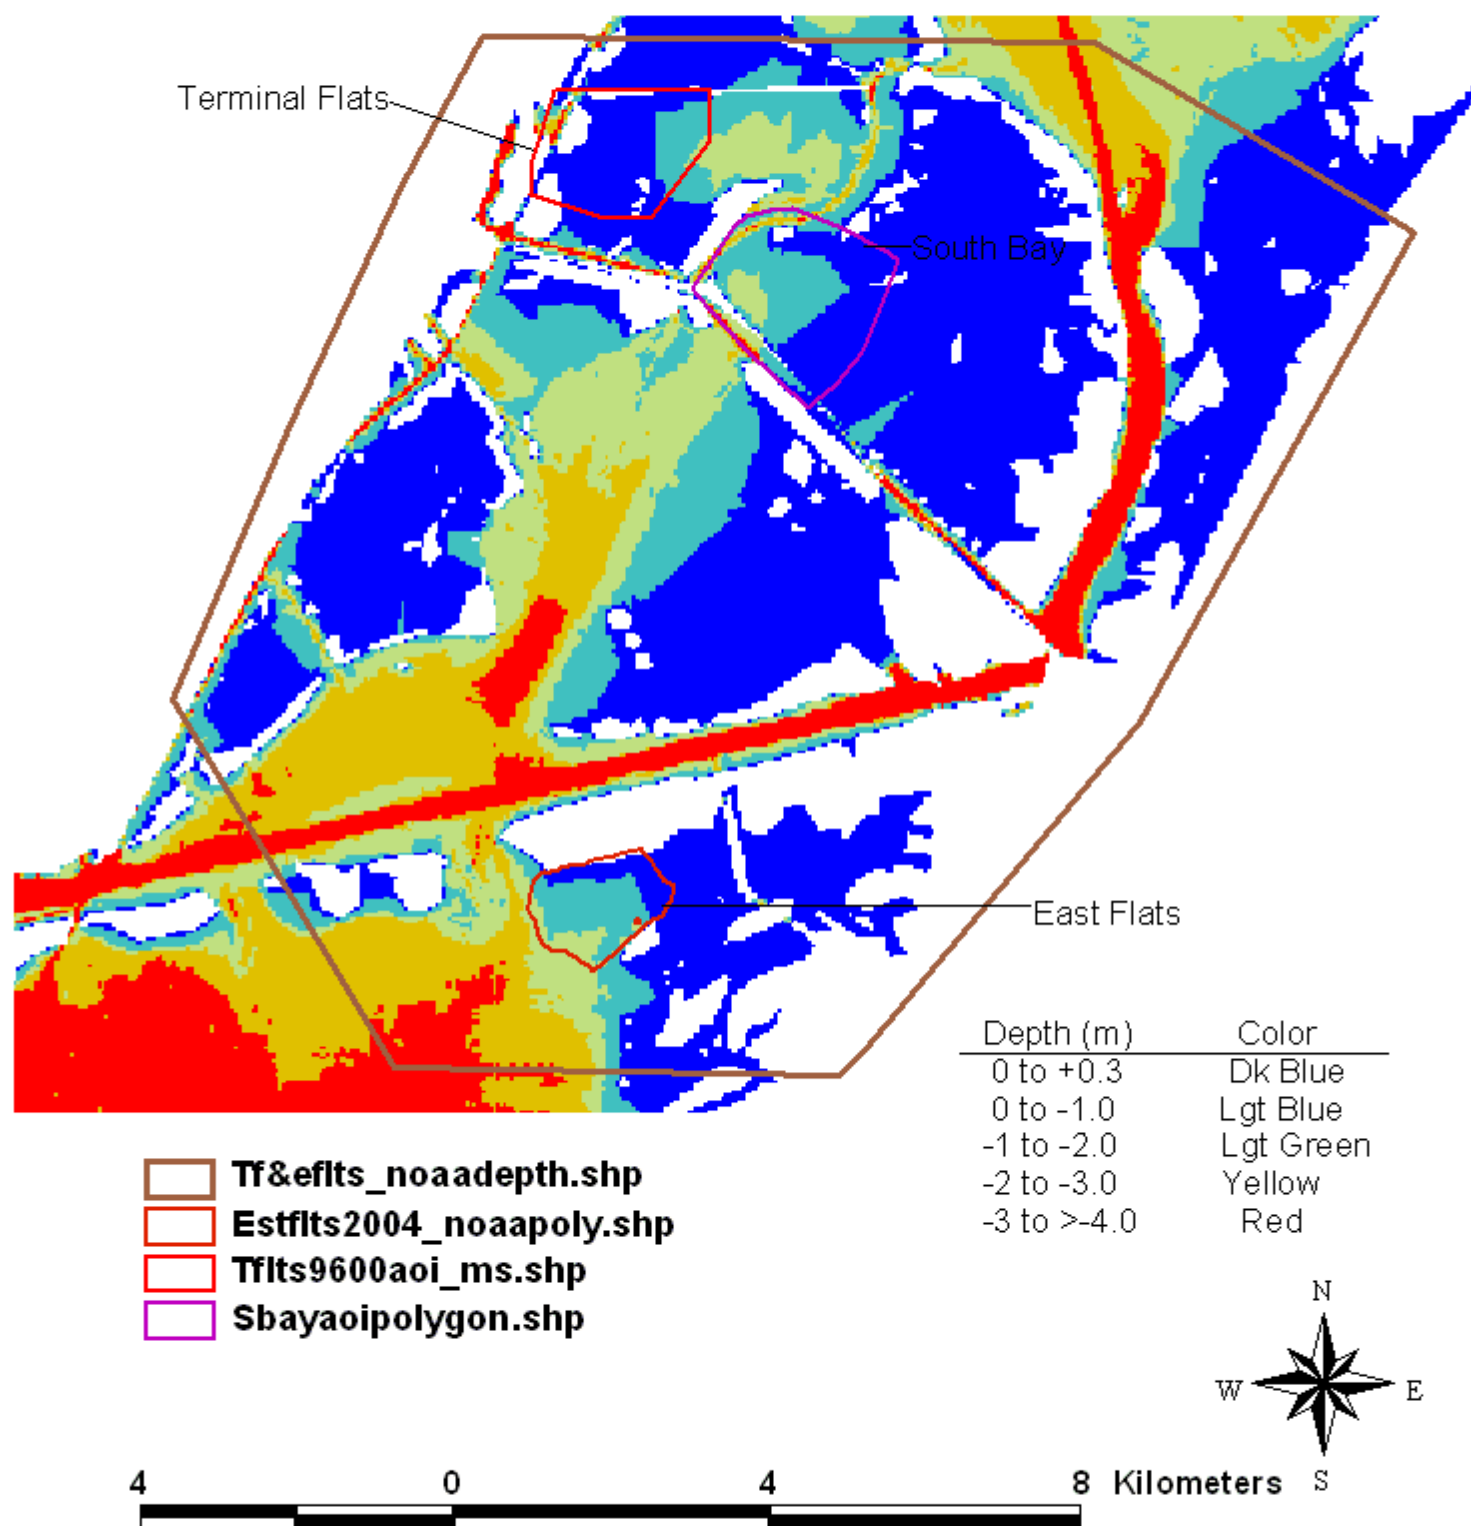 Terminal Flats
South Bay
East Flats
Depth (m) Color
0 to +0.3 Dk Blue
0 to -1.0 Lgt Blue
-1 to -2.0 Lgt Green
-2 to -3.0 Yellow
-3 to >-4.0 Red
Tf&eflts_noaadepth.shp
Estflts2004_noaapoly.shp
Tflts9600aoi_ms.shp
Sbayaoipolygon.shp
N
W E
S
4 0 4 8 Kilometers